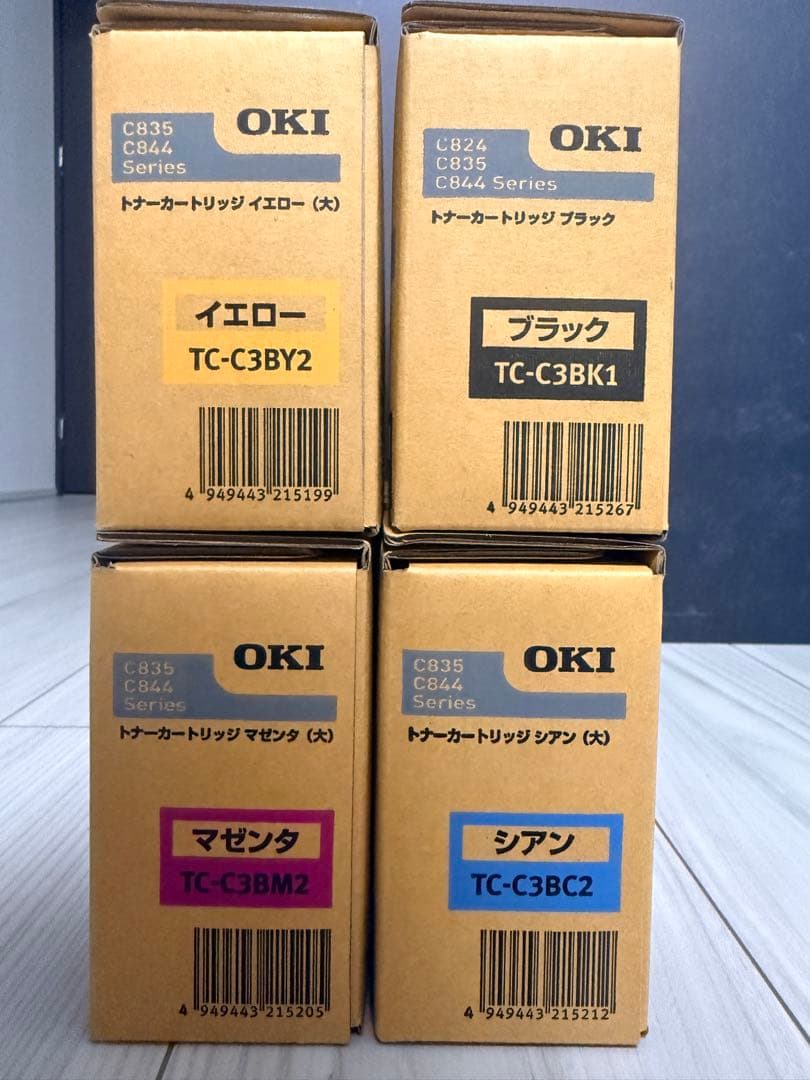 C835
C844
Series
OKI
トナーカートリッジ イエロー（大）
イエロー
TC-C3BY2
4 949443 215199
C824
C835
C844 Series
OKI
トナーカートリッジ ブラック
ブラック
TC-C3BK1
4 949443 215267
C835
C844
Series
OKI
トナーカートリッジ マゼンタ（大）
マゼンタ
TC-C3BM2
4 949443 215205
C835
C844
Series
OKI
トナーカートリッジ シアン（大）
シアン
TC-C3BC2
4 949443 215212